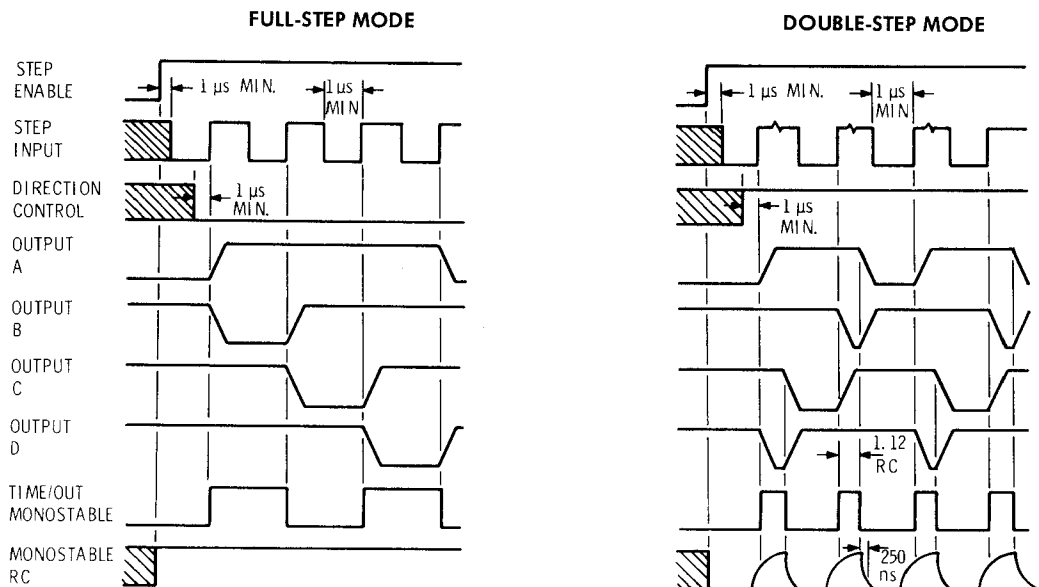 FULL-STEP MODE
DOUBLE-STEP MODE
STEP
ENABLE
1 µs MIN.
1 µs
MIN
1 µs MIN.
1 µs
MIN
STEP
INPUT
DIRECTION
CONTROL
1 µs
MIN.
1 µs
MIN.
OUTPUT
A
OUTPUT
B
OUTPUT
C
OUTPUT
D
1.12
RC
TIME/OUT
MONOSTABLE
MONOSTABLE
RC
250
ns